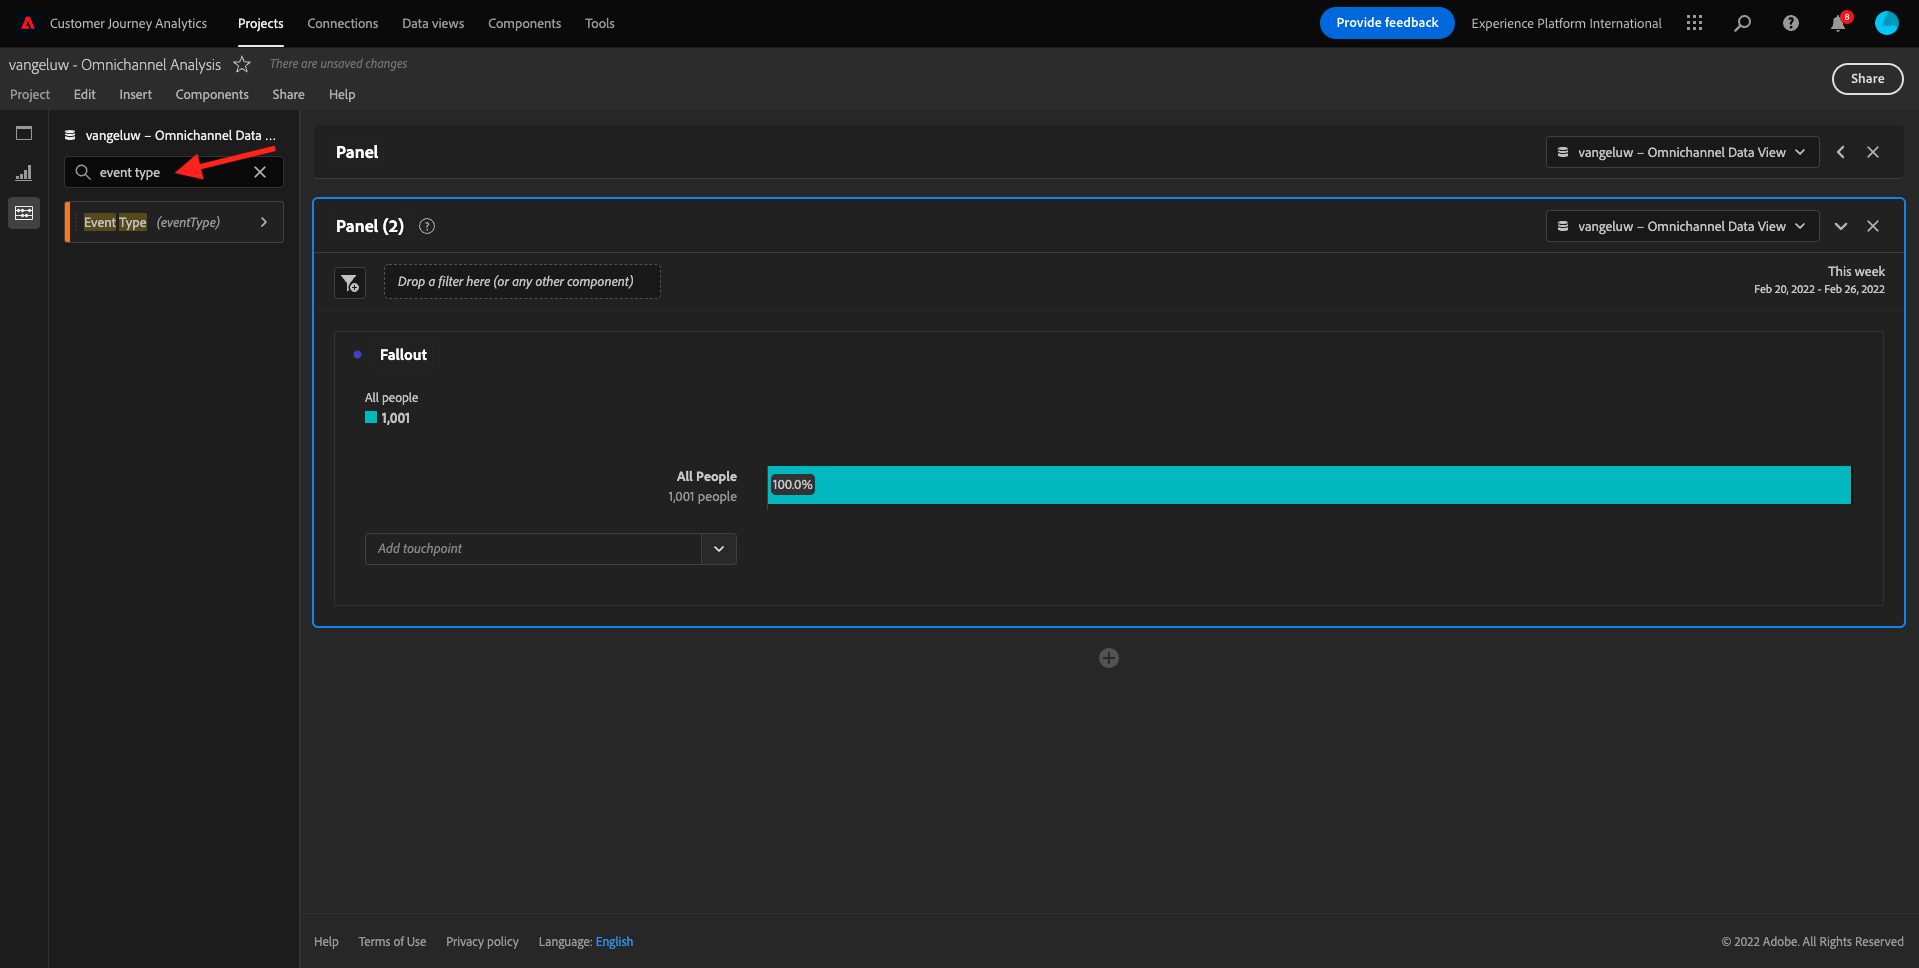 Customer Journey Analytics
Projects
Connections
Data views
Components
Tools
Provide feedback
Experience Platform International
8
vangeluw - Omnichannel Analysis
There are unsaved changes
Share
Project
Edit
Insert
Components
Share
Help
vangeluw – Omnichannel Data ...
event type
Event Type (eventType)
Panel
vangeluw – Omnichannel Data View
Panel (2)
vangeluw – Omnichannel Data View
Drop a filter here (or any other component)
This week
Feb 20, 2022 - Feb 26, 2022
Fallout
All people
1,001
All People
1,001 people
100.0%
Add touchpoint
Help
Terms of Use
Privacy policy
Language: English
© 2022 Adobe. All Rights Reserved